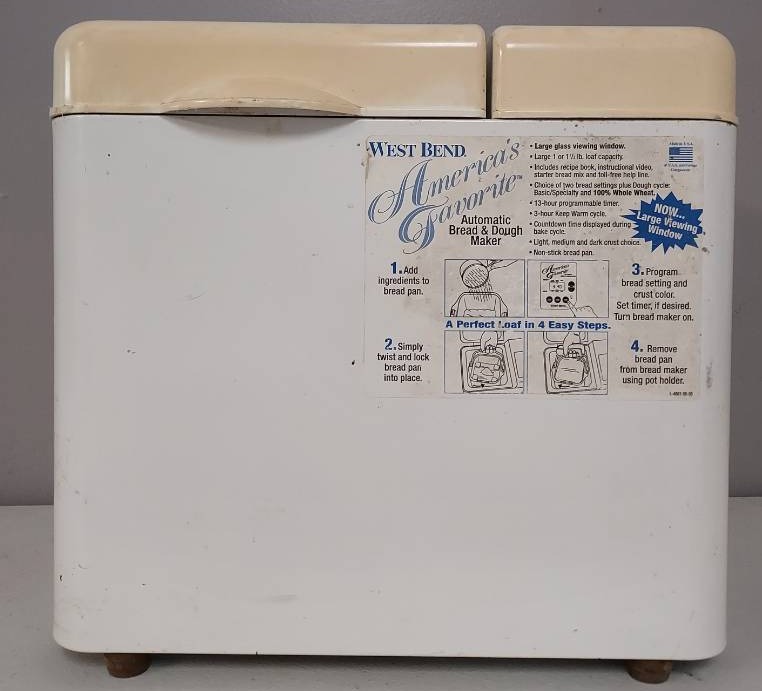 WEST BEND.
America's
Favorite™
Automatic
Bread & Dough
Maker
• Large glass viewing window.
• Large 1 or 1½ lb. loaf capacity.
• Includes recipe book, instructional video,
starter bread mix and toll-free help line.
• Choice of two bread settings plus Dough cycle:
Basic/Specialty and 100% Whole Wheat.
• 13-hour programmable timer.
• 3-hour Keep Warm cycle.
• Countdown time displayed during
bake cycle.
• Light, medium and dark crust choice.
• Non-stick bread pan.
Made in U.S.A.
NOW...
Large Viewing
Window
1. Add
ingredients to
bread pan.
2. Simply
twist and lock
bread pan
into place.
A Perfect Loaf in 4 Easy Steps.
3. Program
bread setting and
crust color.
Set timer, if desired.
Turn bread maker on.
4. Remove
bread pan
from bread maker
using pot holder.